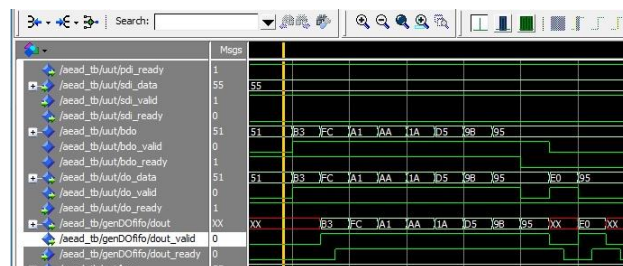 Search:
Msgs
/aead_tb/uut/pdi_ready 1
/aead_tb/uut/sdi_data 55 55
/aead_tb/uut/sdi_valid 1
/aead_tb/uut/sdi_ready 0
/aead_tb/uut/bdo 51 51 B3 FC A1 AA 1A D5 9B 95
/aead_tb/uut/bdo_valid 0
/aead_tb/uut/bdo_ready 1
/aead_tb/uut/do_data 51 51 B3 FC A1 AA 1A D5 9B 95 E0 95
/aead_tb/uut/do_valid 0
/aead_tb/uut/do_ready 1
/aead_tb/genDOfifo/dout XX XX B3 FC A1 AA 1A D5 9B 95 XX E0 XX
/aead_tb/genDOfifo/dout_valid 0
/aead_tb/genDOfifo/dout_ready 0